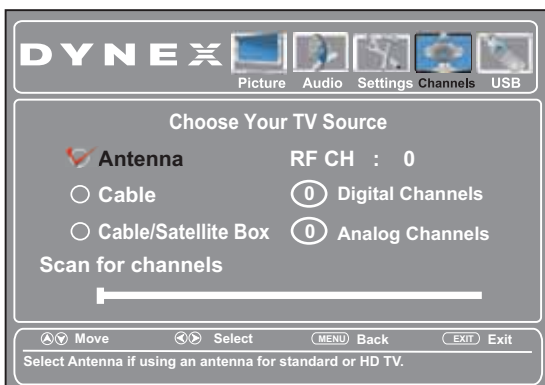 DYNEX
Picture Audio Settings Channels USB
Choose Your TV Source
Antenna RF CH : 0
Cable 0 Digital Channels
Cable/Satellite Box 0 Analog Channels
Scan for channels
Move Select MENU Back EXIT Exit
Select Antenna if using an antenna for standard or HD TV.